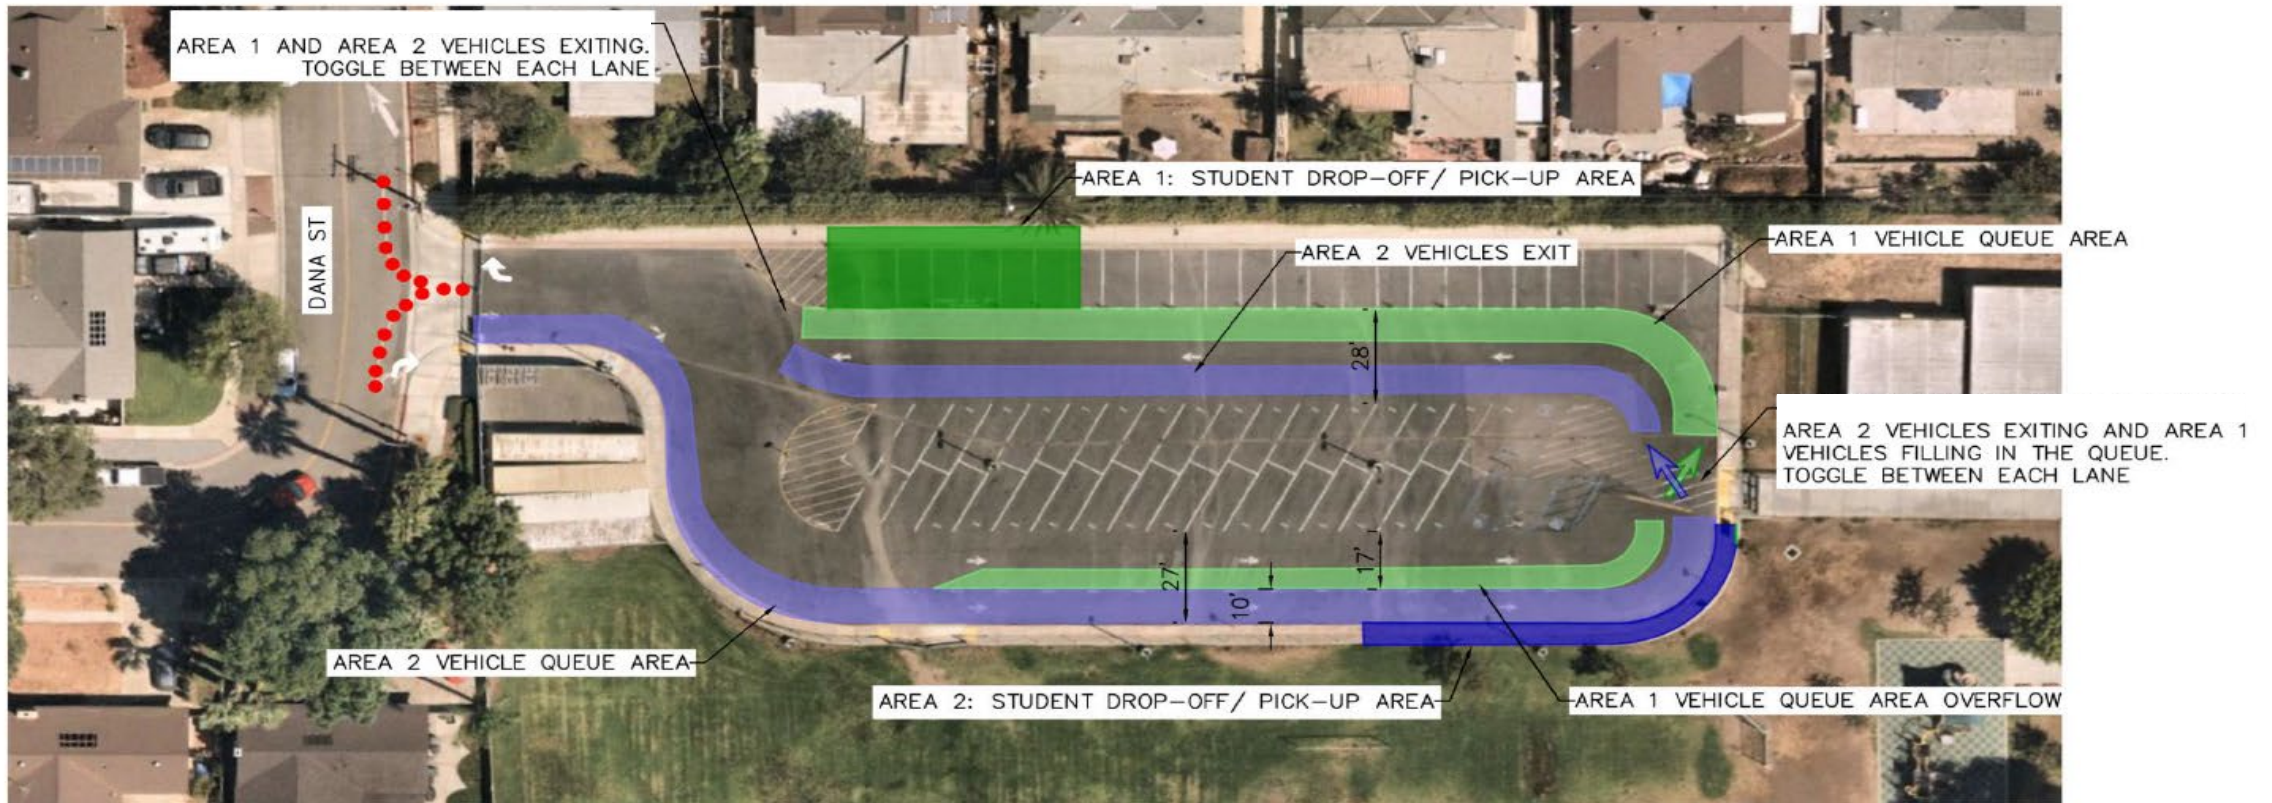 AREA 1 AND AREA 2 VEHICLES EXITING.
TOGGLE BETWEEN EACH LANE
AREA 1: STUDENT DROP-OFF/ PICK-UP AREA
DANA ST
AREA 2 VEHICLES EXIT
AREA 1 VEHICLE QUEUE AREA
28'
AREA 2 VEHICLES EXITING AND AREA 1
VEHICLES FILLING IN THE QUEUE.
TOGGLE BETWEEN EACH LANE
27'
10'
17'
AREA 2 VEHICLE QUEUE AREA
AREA 2: STUDENT DROP-OFF/ PICK-UP AREA
AREA 1 VEHICLE QUEUE AREA OVERFLOW